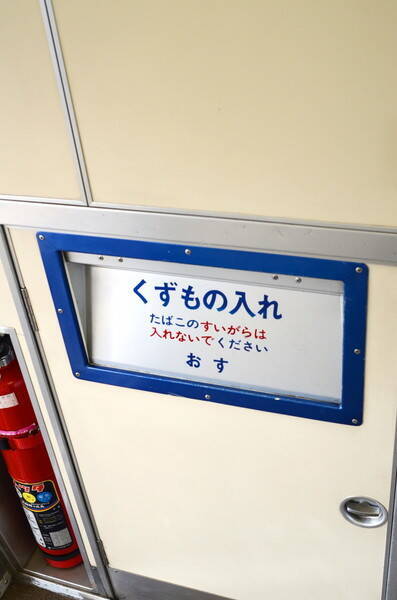 くずもの入れ
たばこのすいがらは
入れないでください
おす